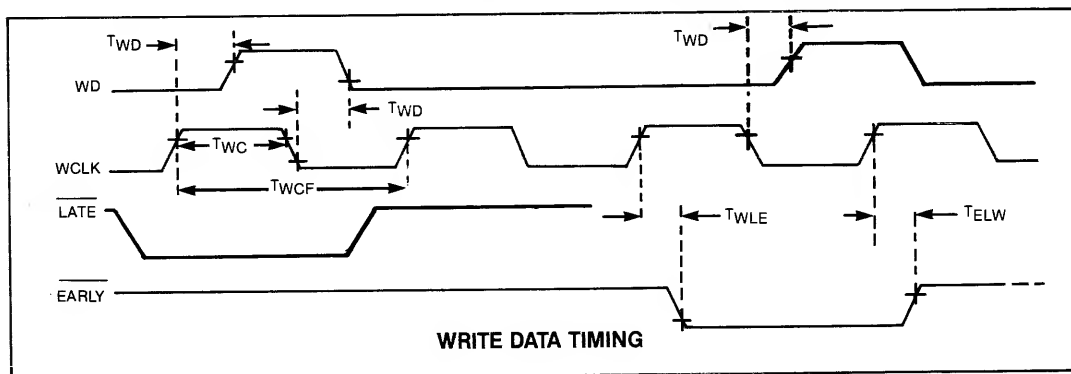 TWD
TWD
WD
TWD
TWC
WCLK
TWCF
LATE
TWLE
TELW
EARLY
WRITE DATA TIMING